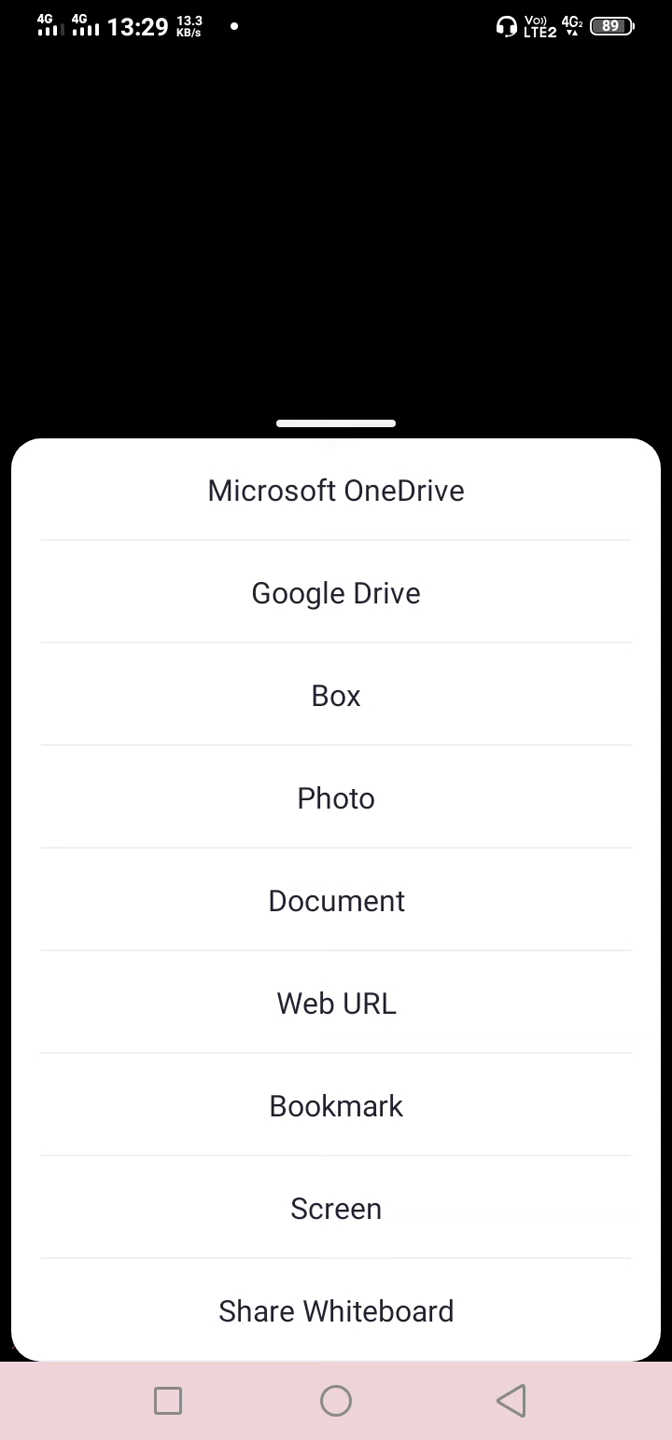 4G 4G 13:29 13.3 KB/s Vo)) LTE2 4G2 89
Microsoft OneDrive
Google Drive
Box
Photo
Document
Web URL
Bookmark
Screen
Share Whiteboard